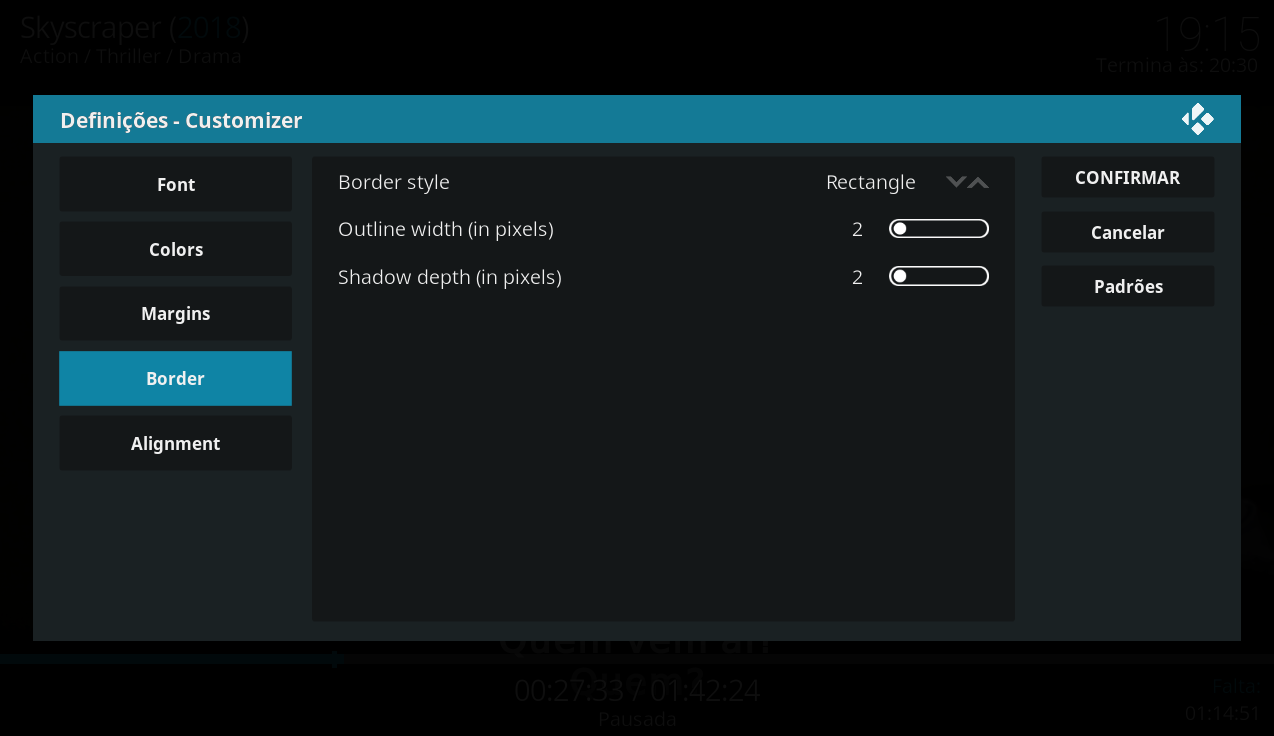 Skyscraper (2018)
Action / Thriller / Drama
19:15
Termina às: 20:30
Definições - Customizer
Font
Colors
Margins
Border
Alignment
Border style
Rectangle
Outline width (in pixels)
2
Shadow depth (in pixels)
2
CONFIRMAR
Cancelar
Padrões
Quem vem aí?
Quem?
00:27:33 / 01:42:24
Pausada
Falta
01:14:51